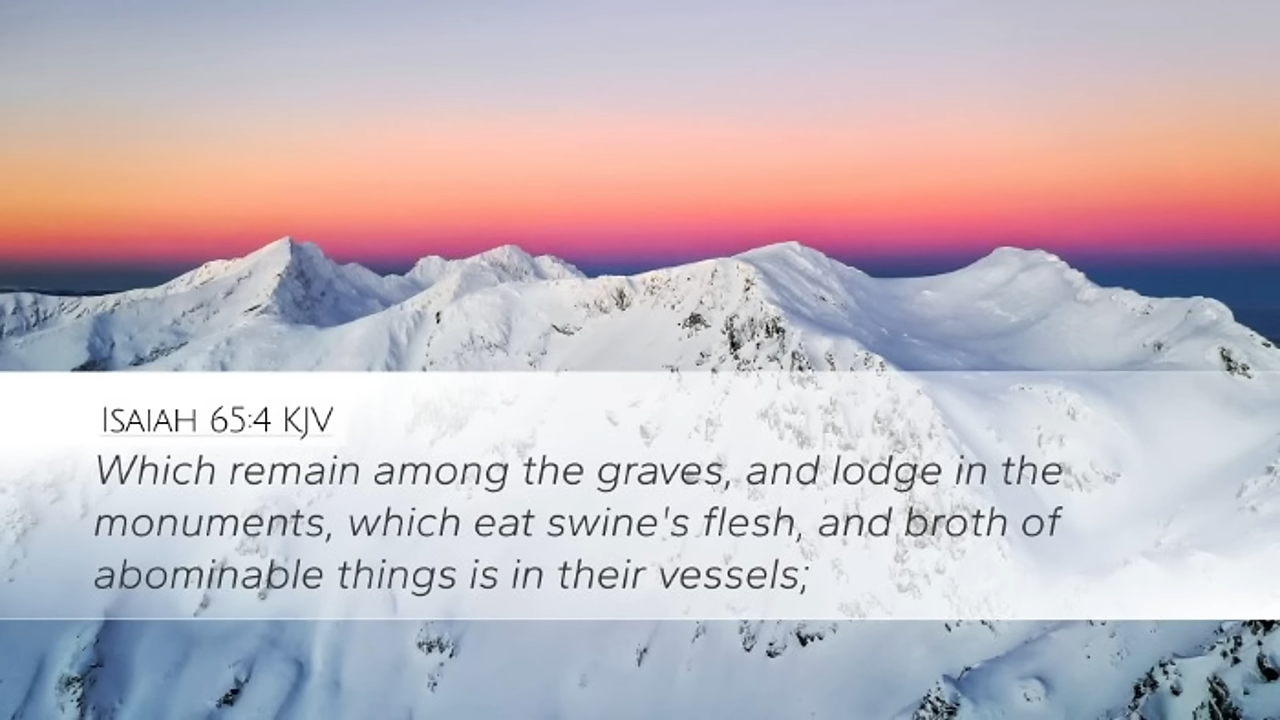 Isaiah 65:4 KJV
Which remain among the graves, and lodge in the
monuments, which eat swine's flesh, and broth of
abominable things is in their vessels;